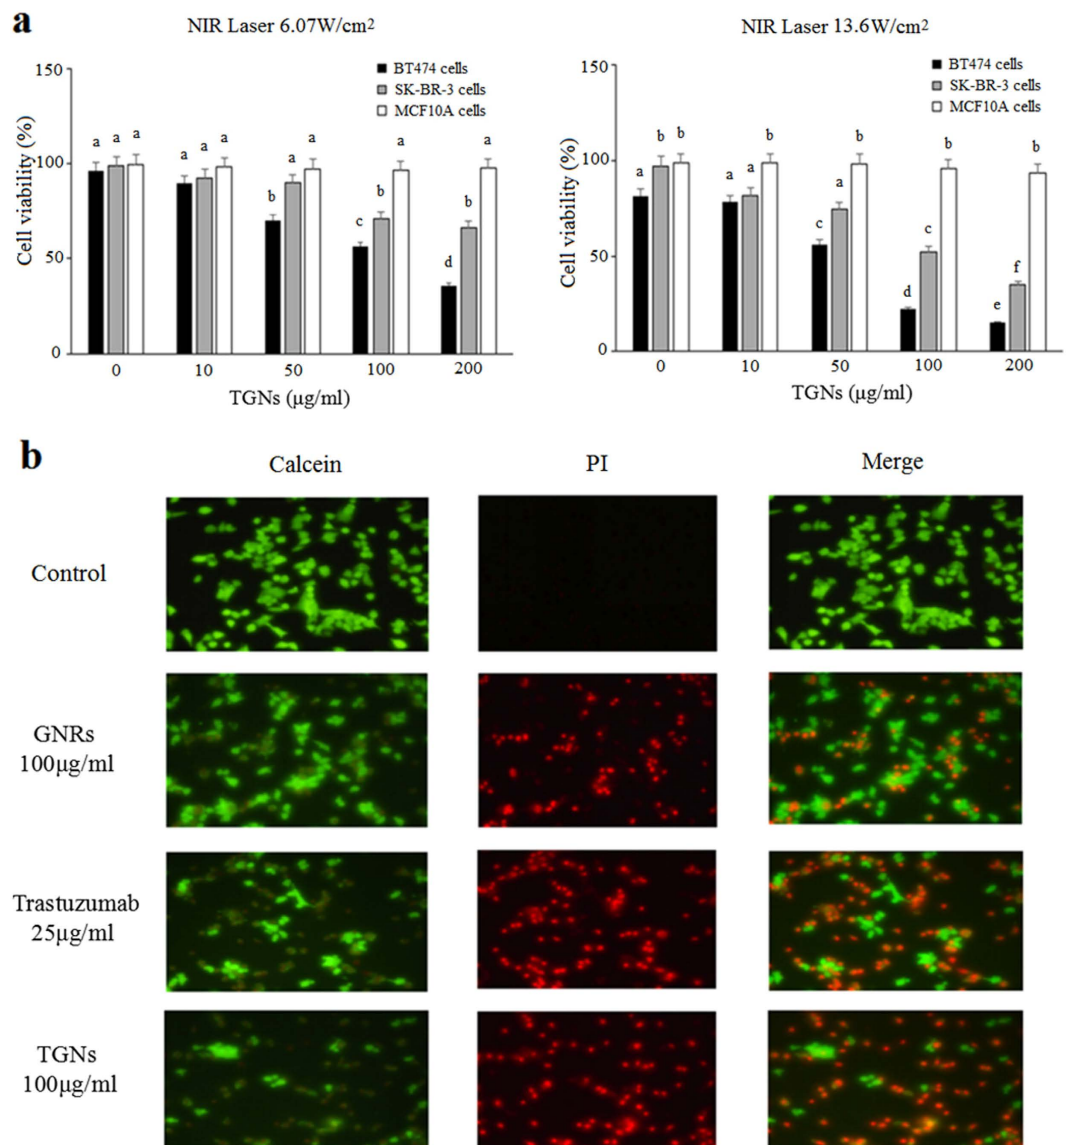 a
NIR Laser 6.07W/cm2
NIR Laser 13.6W/cm2
Cell viability (%)
150
100
50
0
BT474 cells
SK-BR-3 cells
MCF10A cells
a a a
a a a
b a a
c b a
d b a
0 10 50 100 200
TGNs (µg/ml)
Cell viability (%)
150
100
50
0
BT474 cells
SK-BR-3 cells
MCF10A cells
a b b
a a b
c a b
d c b
e f b
0 10 50 100 200
TGNs (µg/ml)
b
Calcein PI Merge
Control
GNRs
100µg/ml
Trastuzumab
25µg/ml
TGNs
100µg/ml